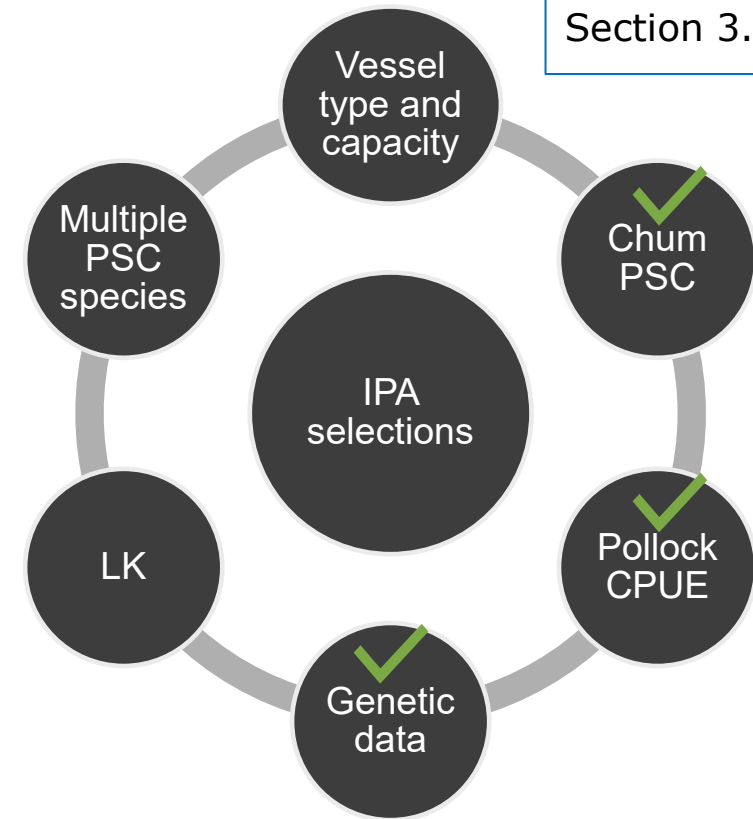 Section 3.
Vessel
type and
capacity
Multiple
PSC
species
Chum
PSC
IPA
selections
LK
Pollock
CPUE
Genetic
data